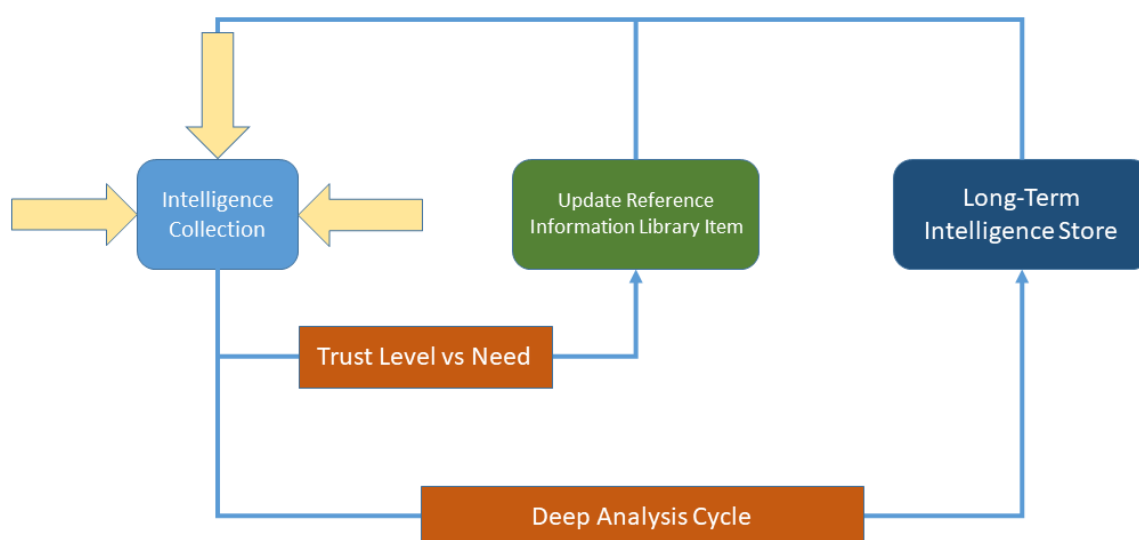 Intelligence
Collection
Update Reference
Information Library Item
Long-Term
Intelligence Store
Trust Level vs Need
Deep Analysis Cycle